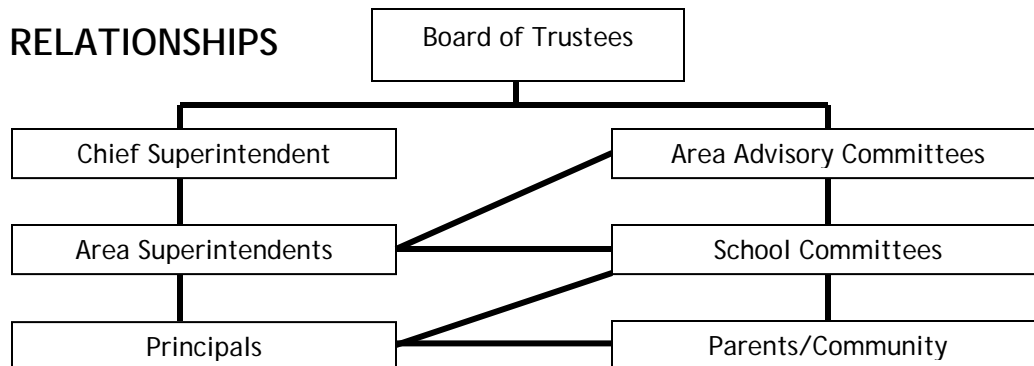 RELATIONSHIPS
Board of Trustees
Chief Superintendent
Area Advisory Committees
Area Superintendents
School Committees
Principals
Parents/Community